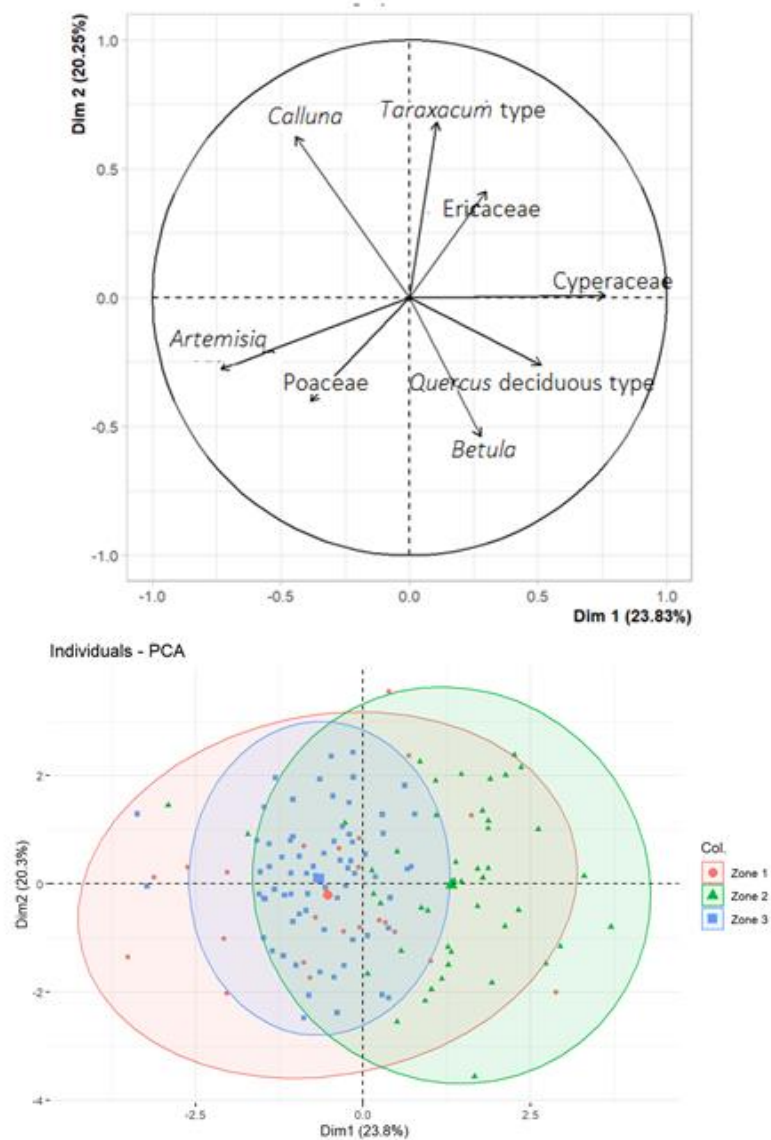 Dim 2 (20.25%)
1.0
0.5
0.0
-0.5
-1.0
Calluna
Taraxacum type
Ericaceae
Cyperaceae
Artemisia
Poaceae
Quercus deciduous type
Betula
-1.0
-0.5
0.0
0.5
1.0
Dim 1 (23.83%)
Individuals - PCA
Dim2 (20.3%)
2
0
-2
-4
Col.
Zone 1
Zone 2
Zone 3
-2.5
0.0
2.5
Dim1 (23.8%)